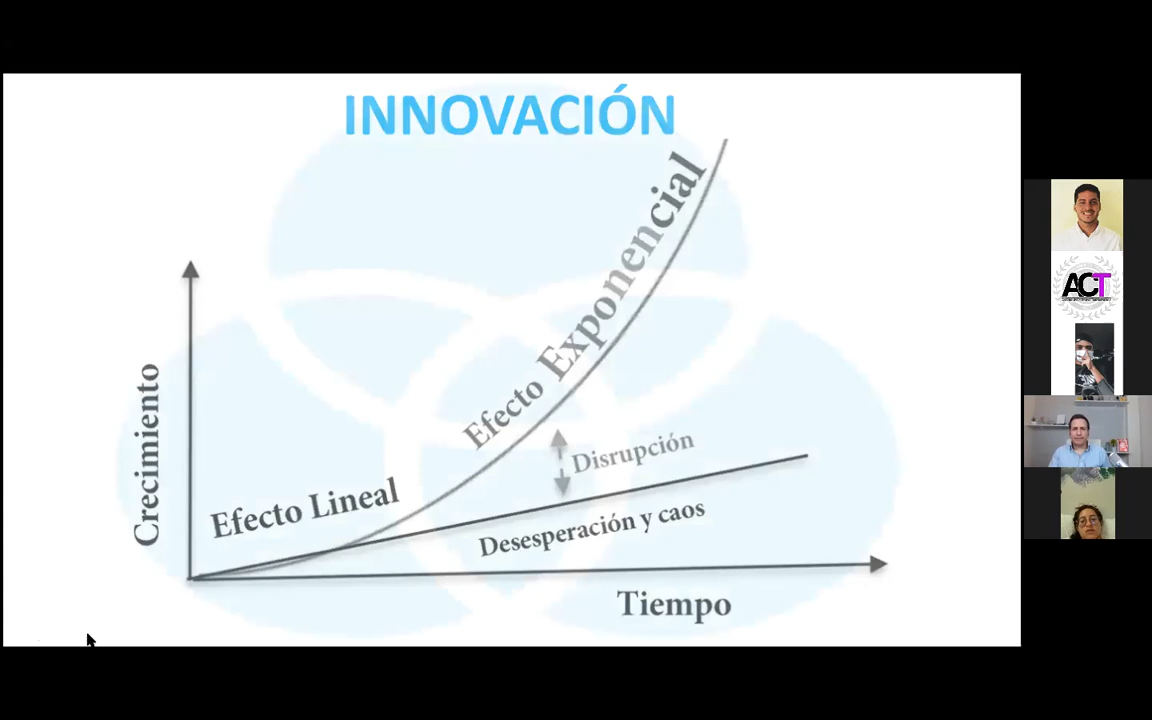 INNOVACIÓN
Efecto Exponencial
Crecimiento
Efecto Lineal
Disrupción
Desesperación y caos
Tiempo
ACT